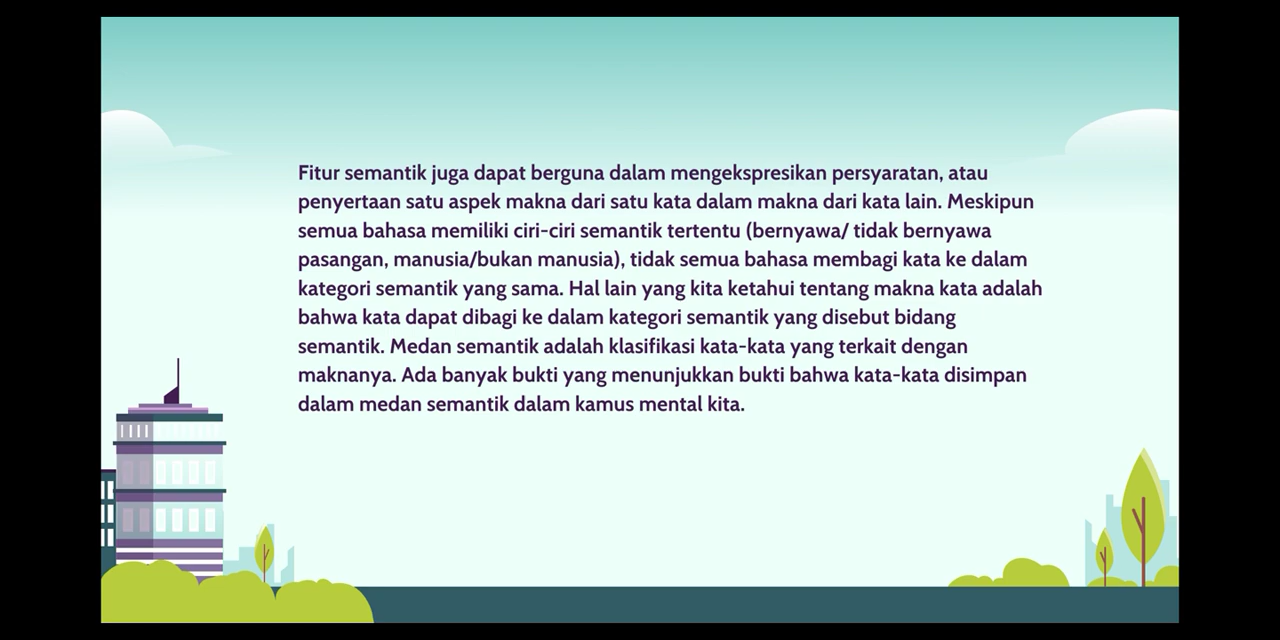 Fitur semantik juga dapat berguna dalam mengekspresikan persyaratan, atau
penyertaan satu aspek makna dari satu kata dalam makna dari kata lain. Meskipun
semua bahasa memiliki ciri-ciri semantik tertentu (bernyawa/ tidak bernyawa
pasangan, manusia/bukan manusia), tidak semua bahasa membagi kata ke dalam
kategori semantik yang sama. Hal lain yang kita ketahui tentang makna kata adalah
bahwa kata dapat dibagi ke dalam kategori semantik yang disebut bidang
semantik. Medan semantik adalah klasifikasi kata-kata yang terkait dengan
maknanya. Ada banyak bukti yang menunjukkan bukti bahwa kata-kata disimpan
dalam medan semantik dalam kamus mental kita.